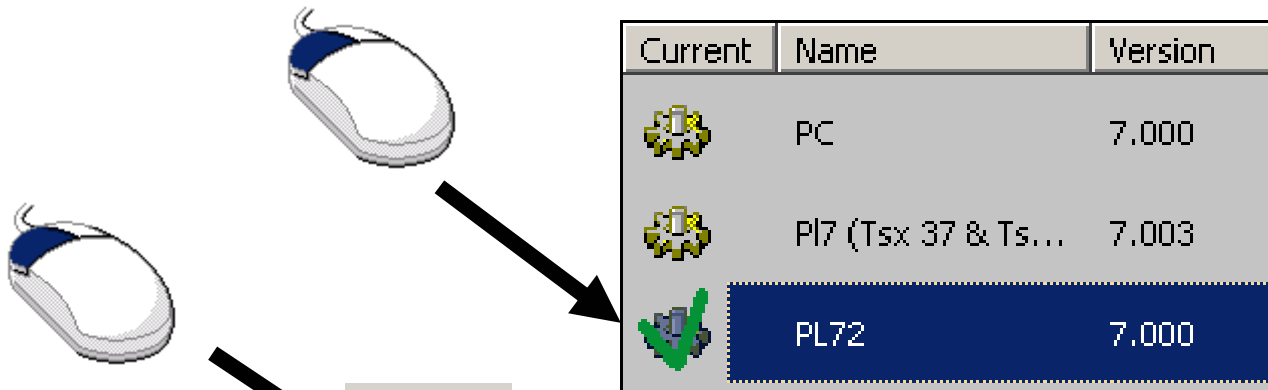 Current Name Version
PC 7.000
Pl7 (Tsx 37 & Ts... 7.003
PL72 7.000